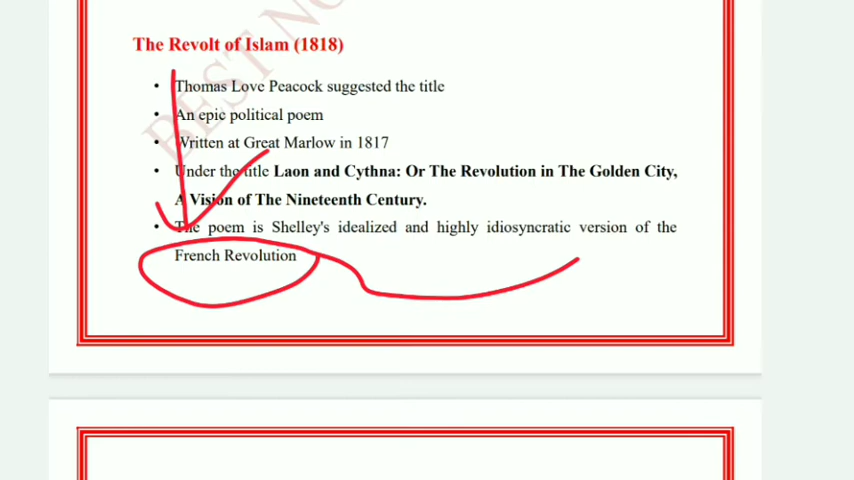 The Revolt of Islam (1818)
• Thomas Love Peacock suggested the title
• An epic political poem
• Written at Great Marlow in 1817
• Under the title Laon and Cythna: Or The Revolution in The Golden City,
A Vision of The Nineteenth Century.
• The poem is Shelley's idealized and highly idiosyncratic version of the
French Revolution
BEST NO